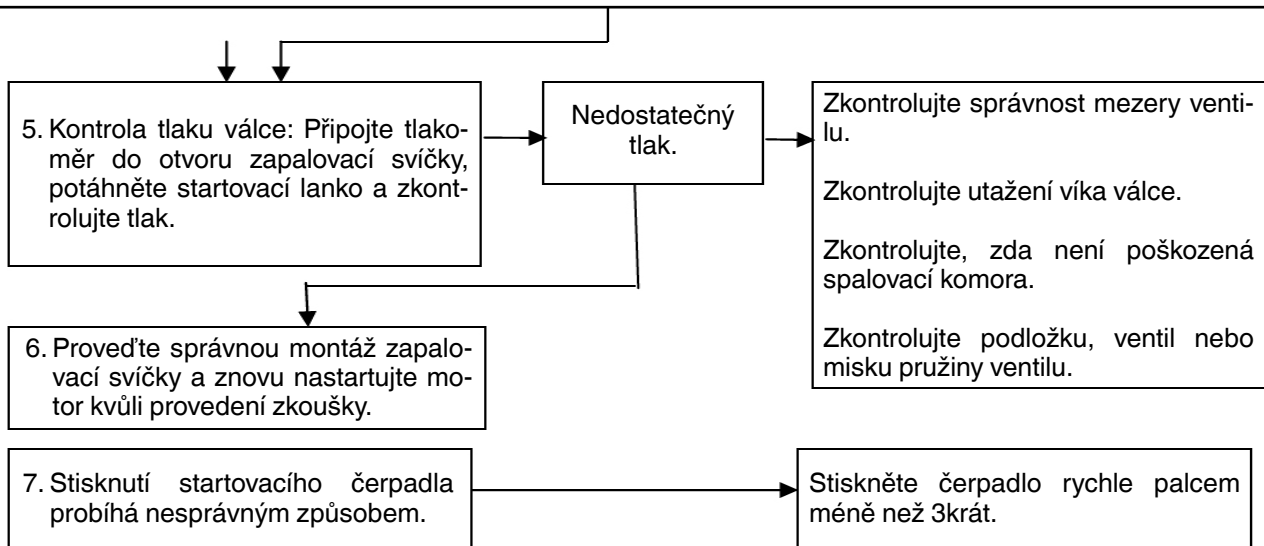 5. Kontrola tlaku válce: Připojte tlako-
měr do otvoru zapalovací svíčky,
potáhněte startovací lanko a zkont-
rolujte tlak.
Nedostatečný
tlak.
Zkontrolujte správnost mezery venti-
lu.
Zkontrolujte utažení víka válce.
Zkontrolujte, zda není poškozená
spalovací komora.
Zkontrolujte podložku, ventil nebo
misku pružiny ventilu.
6. Proveďte správnou montáž zapalo-
vací svíčky a znovu nastartujte mo-
tor kvůli provedení zkoušky.
7. Stisknutí startovacího čerpadla
probíhá nesprávným způsobem.
Stiskněte čerpadlo rychle palcem
méně než 3krát.